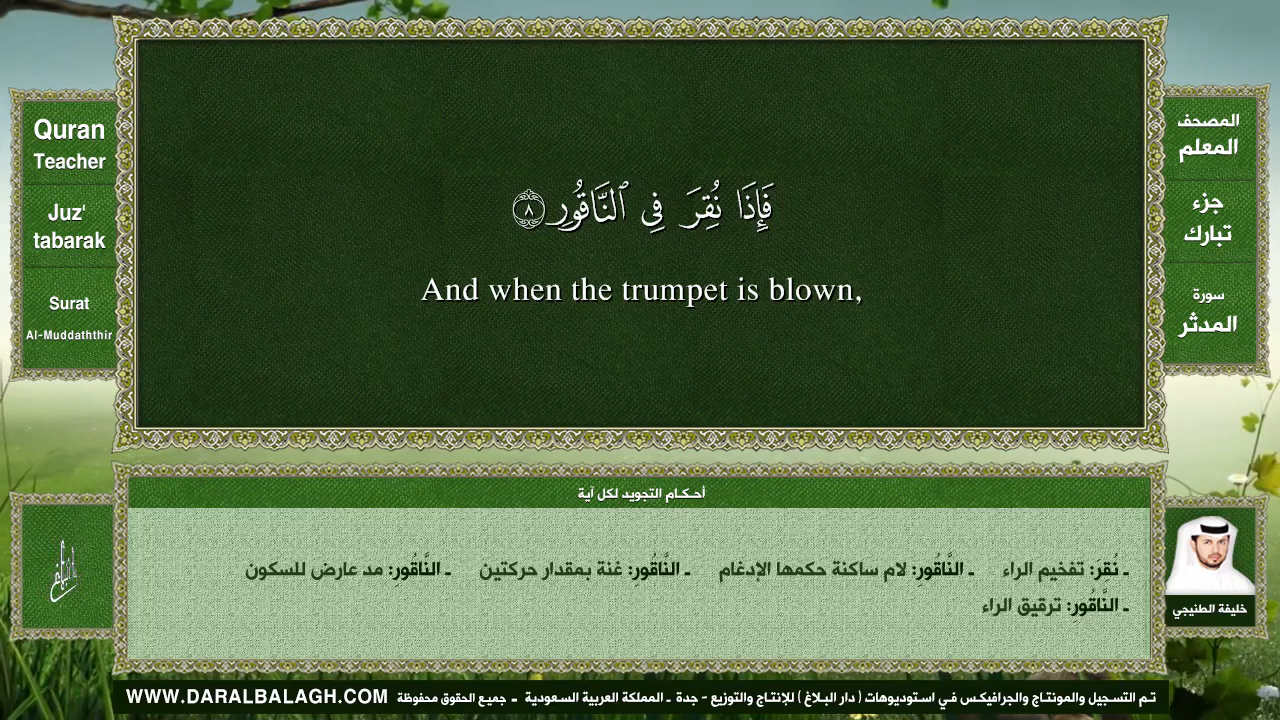 Quran
Teacher
Juz'
tabarak
Surat
Al-Muddaththir
المصحف
المعلم
جزء
تبارك
سورة
المدثر
فَإِذَا نُقِرَ فِي ٱلنَّاقُورِ ٨
And when the trumpet is blown,
أحكام التجويد لكل آية
ـ نُقِرَ: تفخيم الراء ـ النَّاقُورِ: لام ساكنة حكمها الإدغام ـ النَّاقُورِ: غنة بمقدار حركتين ـ النَّاقُورِ: مد عارض للسكون
ـ النَّاقُورِ: ترقيق الراء
خليفة الطنيجي
تم التسجيل والمونتاج والجرافيكس في استوديوهات ( دار البلاغ ) للإنتاج والتوزيع - جدة ـ المملكة العربية السعودية ـ جميع الحقوق محفوظة WWW.DARALBALAGH.COM